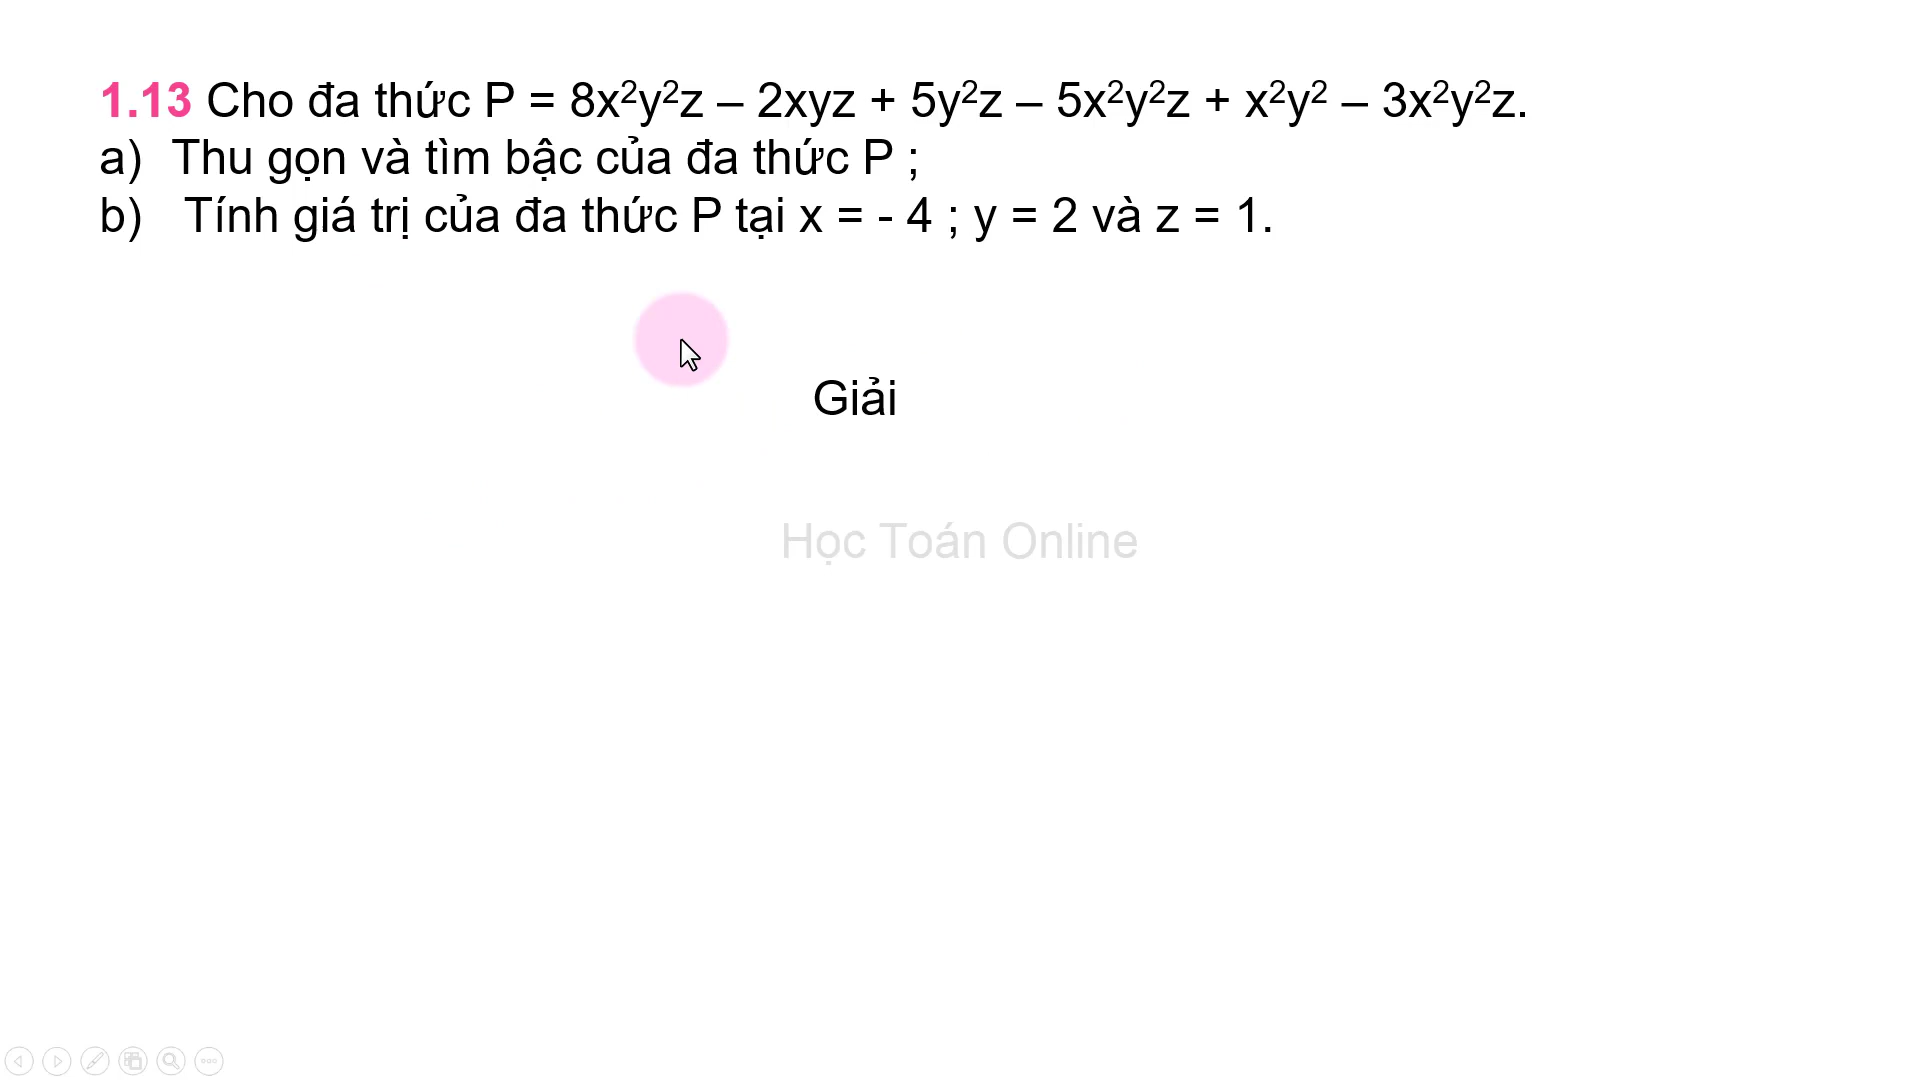 1.13 Cho đa thức P = 8x²y²z – 2xyz + 5y²z – 5x²y²z + x²y² – 3x²y²z.
a) Thu gọn và tìm bậc của đa thức P ;
b) Tính giá trị của đa thức P tại x = - 4 ; y = 2 và z = 1.
Giải
Học Toán Online